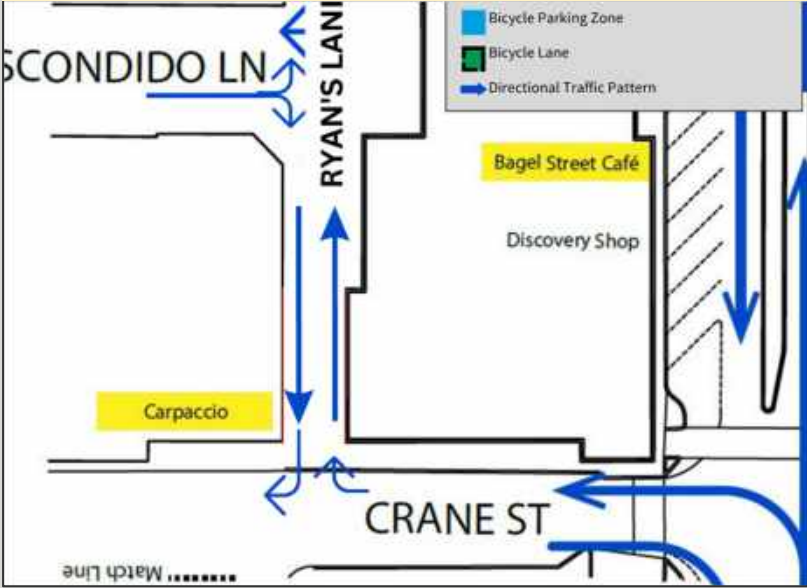 Bicycle Parking Zone
Bicycle Lane
Directional Traffic Pattern
SCONDIDO LN
RYAN'S LAN
Bagel Street Café
Discovery Shop
Carpaccio
CRANE ST
Match Line